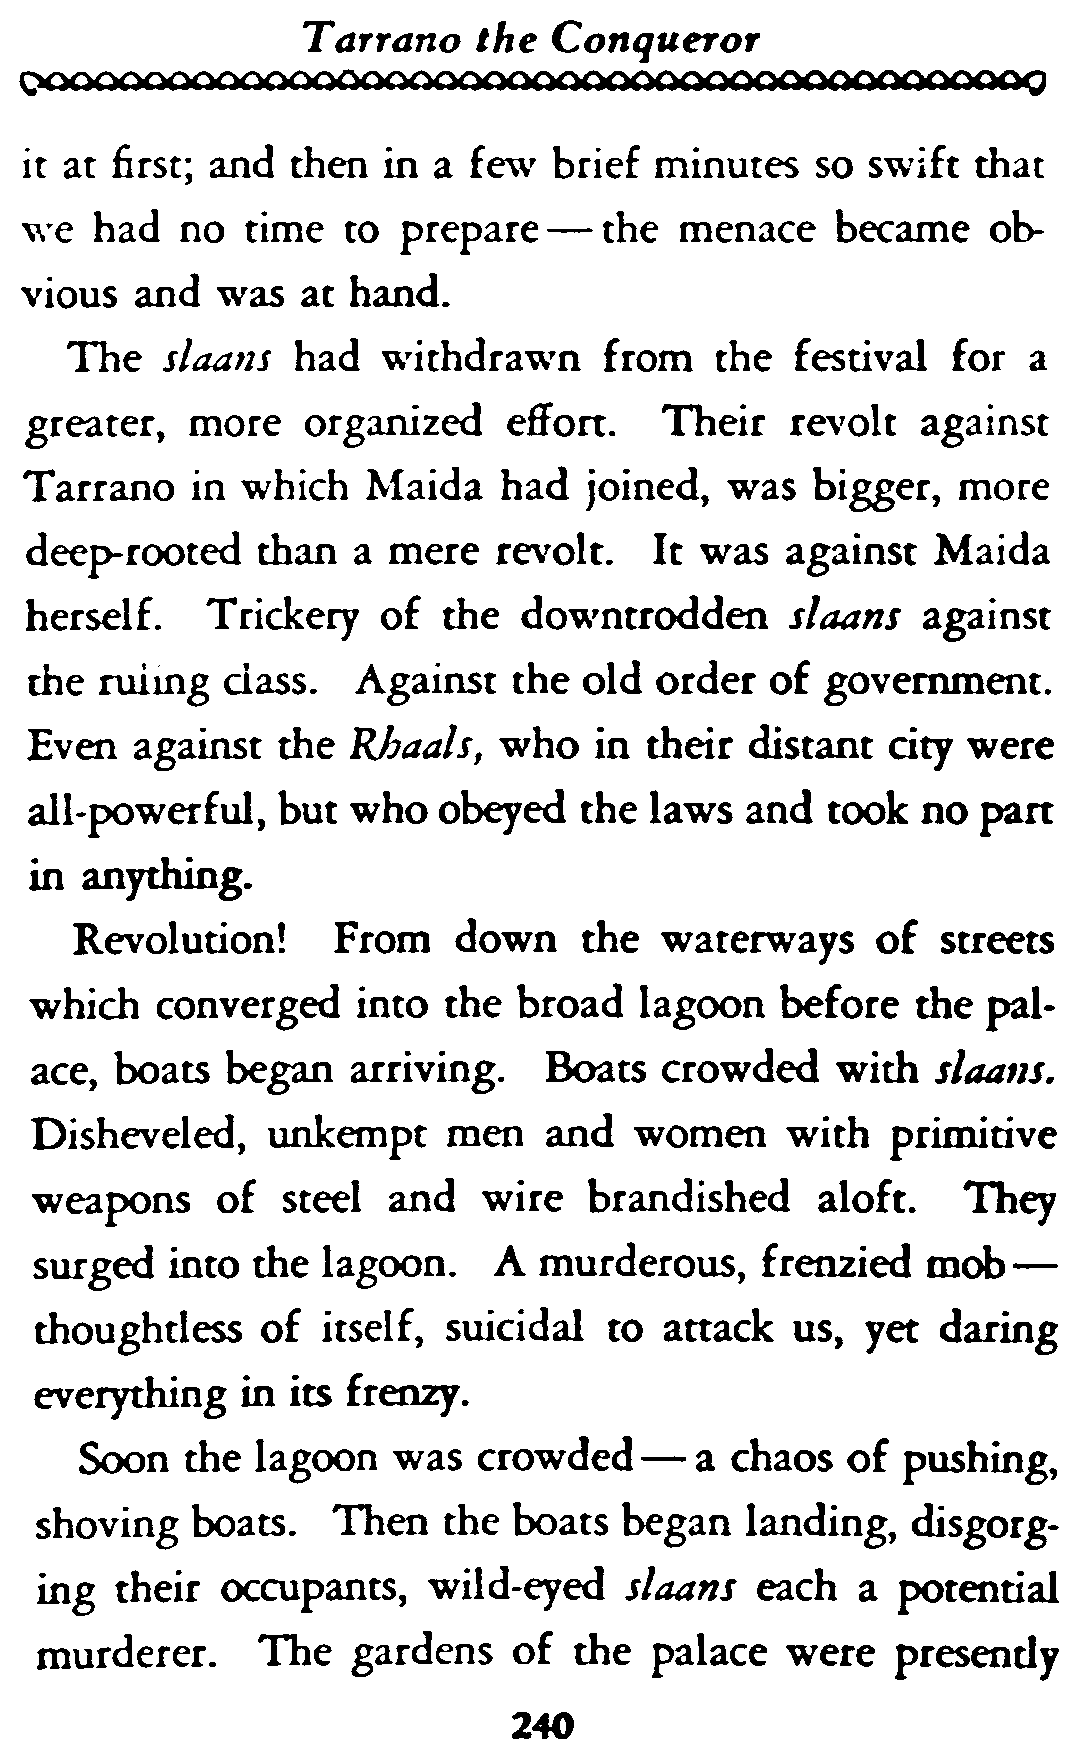 Tarrano the Conqueror
it at first; and then in a few brief minutes so swift that
we had no time to prepare—the menace became ob-
vious and was at hand.
The slaans had withdrawn from the festival for a
greater, more organized effort. Their revolt against
Tarrano in which Maida had joined, was bigger, more
deep-rooted than a mere revolt. It was against Maida
herself. Trickery of the downtrodden slaans against
the ruling class. Against the old order of government.
Even against the Rhaals, who in their distant city were
all-powerful, but who obeyed the laws and took no part
in anything.
Revolution! From down the waterways of streets
which converged into the broad lagoon before the pal-
ace, boats began arriving. Boats crowded with slaans.
Disheveled, unkempt men and women with primitive
weapons of steel and wire brandished aloft. They
surged into the lagoon. A murderous, frenzied mob—
thoughtless of itself, suicidal to attack us, yet daring
everything in its frenzy.
Soon the lagoon was crowded—a chaos of pushing,
shoving boats. Then the boats began landing, disgorg-
ing their occupants, wild-eyed slaans each a potential
murderer. The gardens of the palace were presently
240